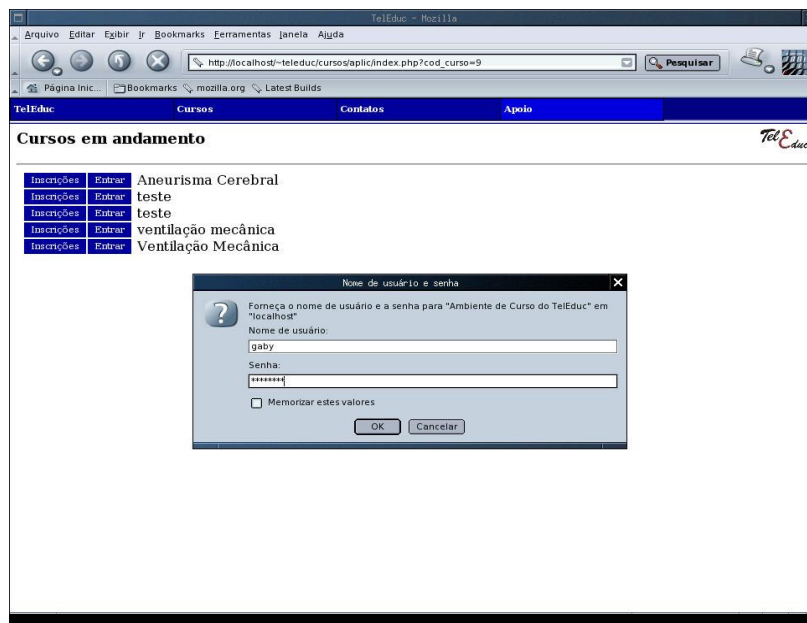 TelEduc - Mozilla
Arquivo Editar Exibir Ir Bookmarks Ferramentas Janela Ajuda
http://localhost/~teleduc/cursos/aplic/index.php?cod_curso=9 Pesquisar
Página Inic... Bookmarks mozilla.org Latest Builds
TelEduc Cursos Contatos Apoio
Cursos em andamento TelEduc
Inscrições Entrar Aneurisma Cerebral
Inscrições Entrar teste
Inscrições Entrar teste
Inscrições Entrar ventilação mecânica
Inscrições Entrar Ventilação Mecânica
Nome de usuário e senha
Forneça o nome de usuário e a senha para "Ambiente de Curso do TelEduc" em
"localhost"
Nome de usuário:
gaby
Senha:
********
Memorizar estes valores
OK Cancelar